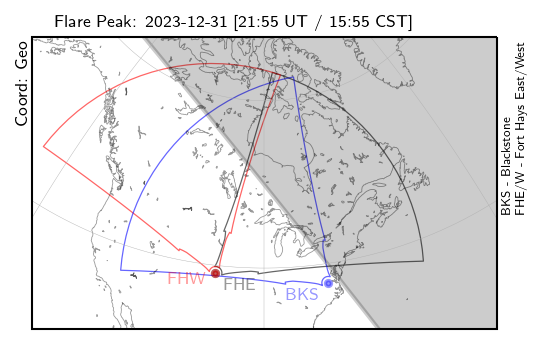 Flare Peak: 2023-12-31 [21:55 UT / 15:55 CST]
Coord: Geo
BKS - Blackstone
FHE/W - Fort Hays East/West
FHW
FHE
BKS